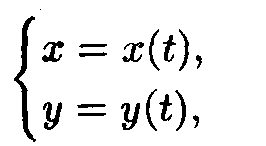 x = x(t),
y = y(t),